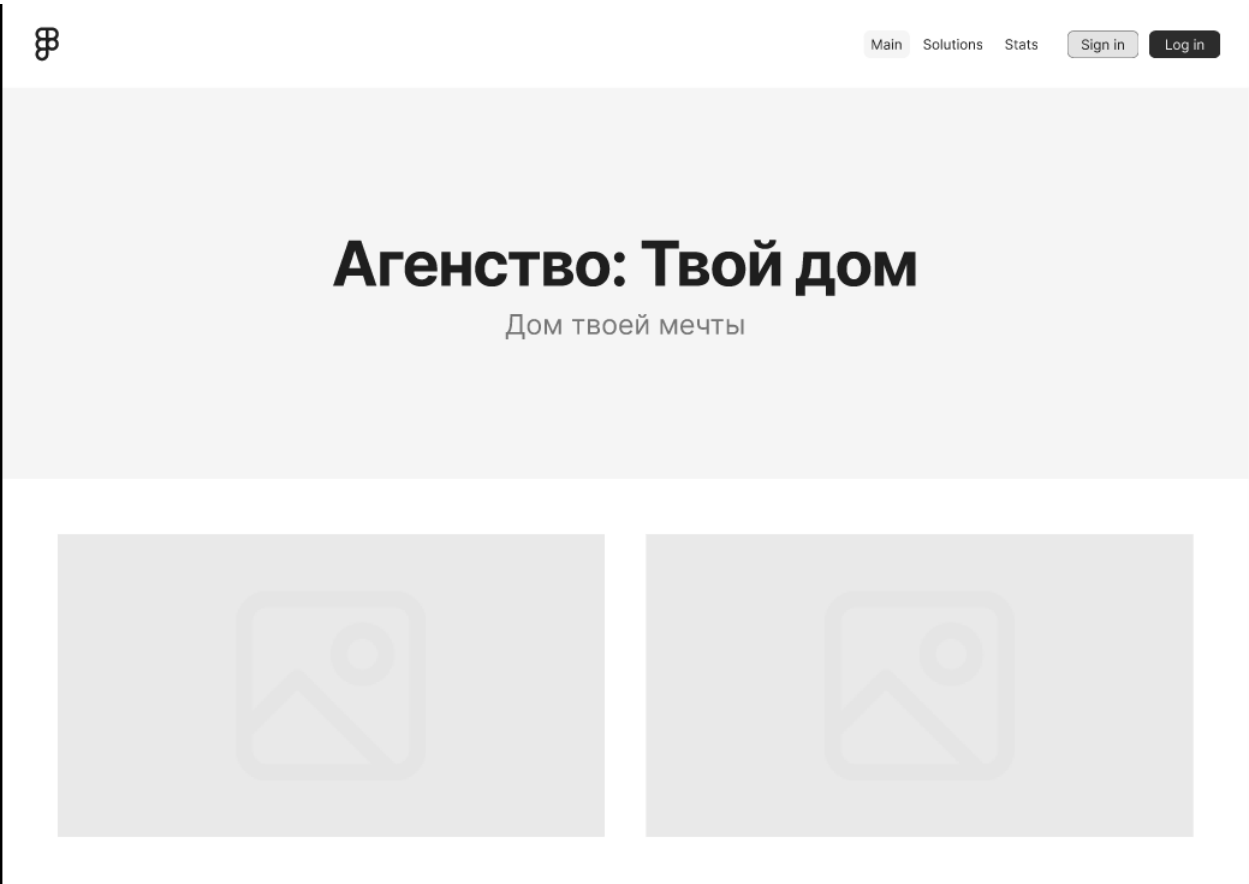 Main Solutions Stats Sign in Log in
Агенство: Твой дом
Дом твоей мечты